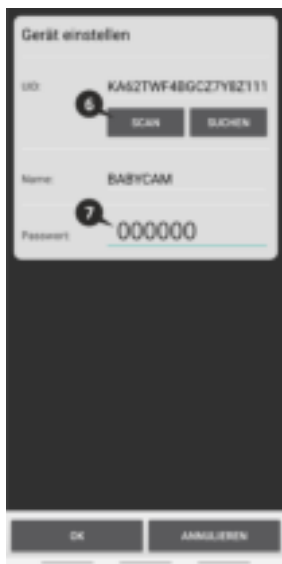 Gerät einstellen
UID:
KA62TWF4BGCZ7Y8Z111
6
SCAN SUCHEN
Name: BABYCAM
7
Passwort: 000000
OK ANNULIEREN